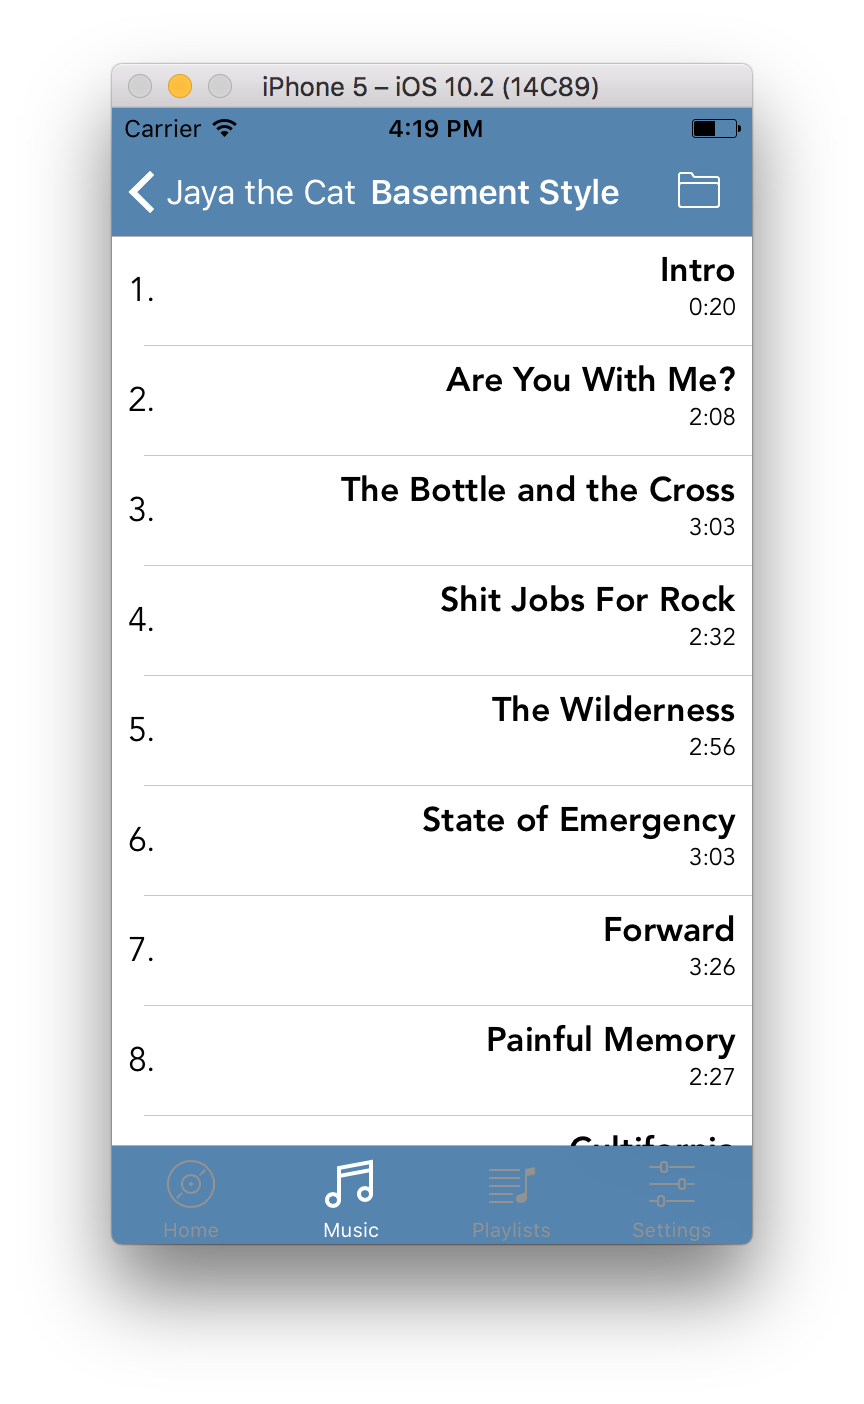 iPhone 5 – iOS 10.2 (14C89)
Carrier 4:19 PM
Jaya the Cat Basement Style
1. Intro
0:20
2. Are You With Me?
2:08
3. The Bottle and the Cross
3:03
4. Shit Jobs For Rock
2:32
5. The Wilderness
2:56
6. State of Emergency
3:03
7. Forward
3:26
8. Painful Memory
2:27
Cultifornia
Home Music Playlists Settings